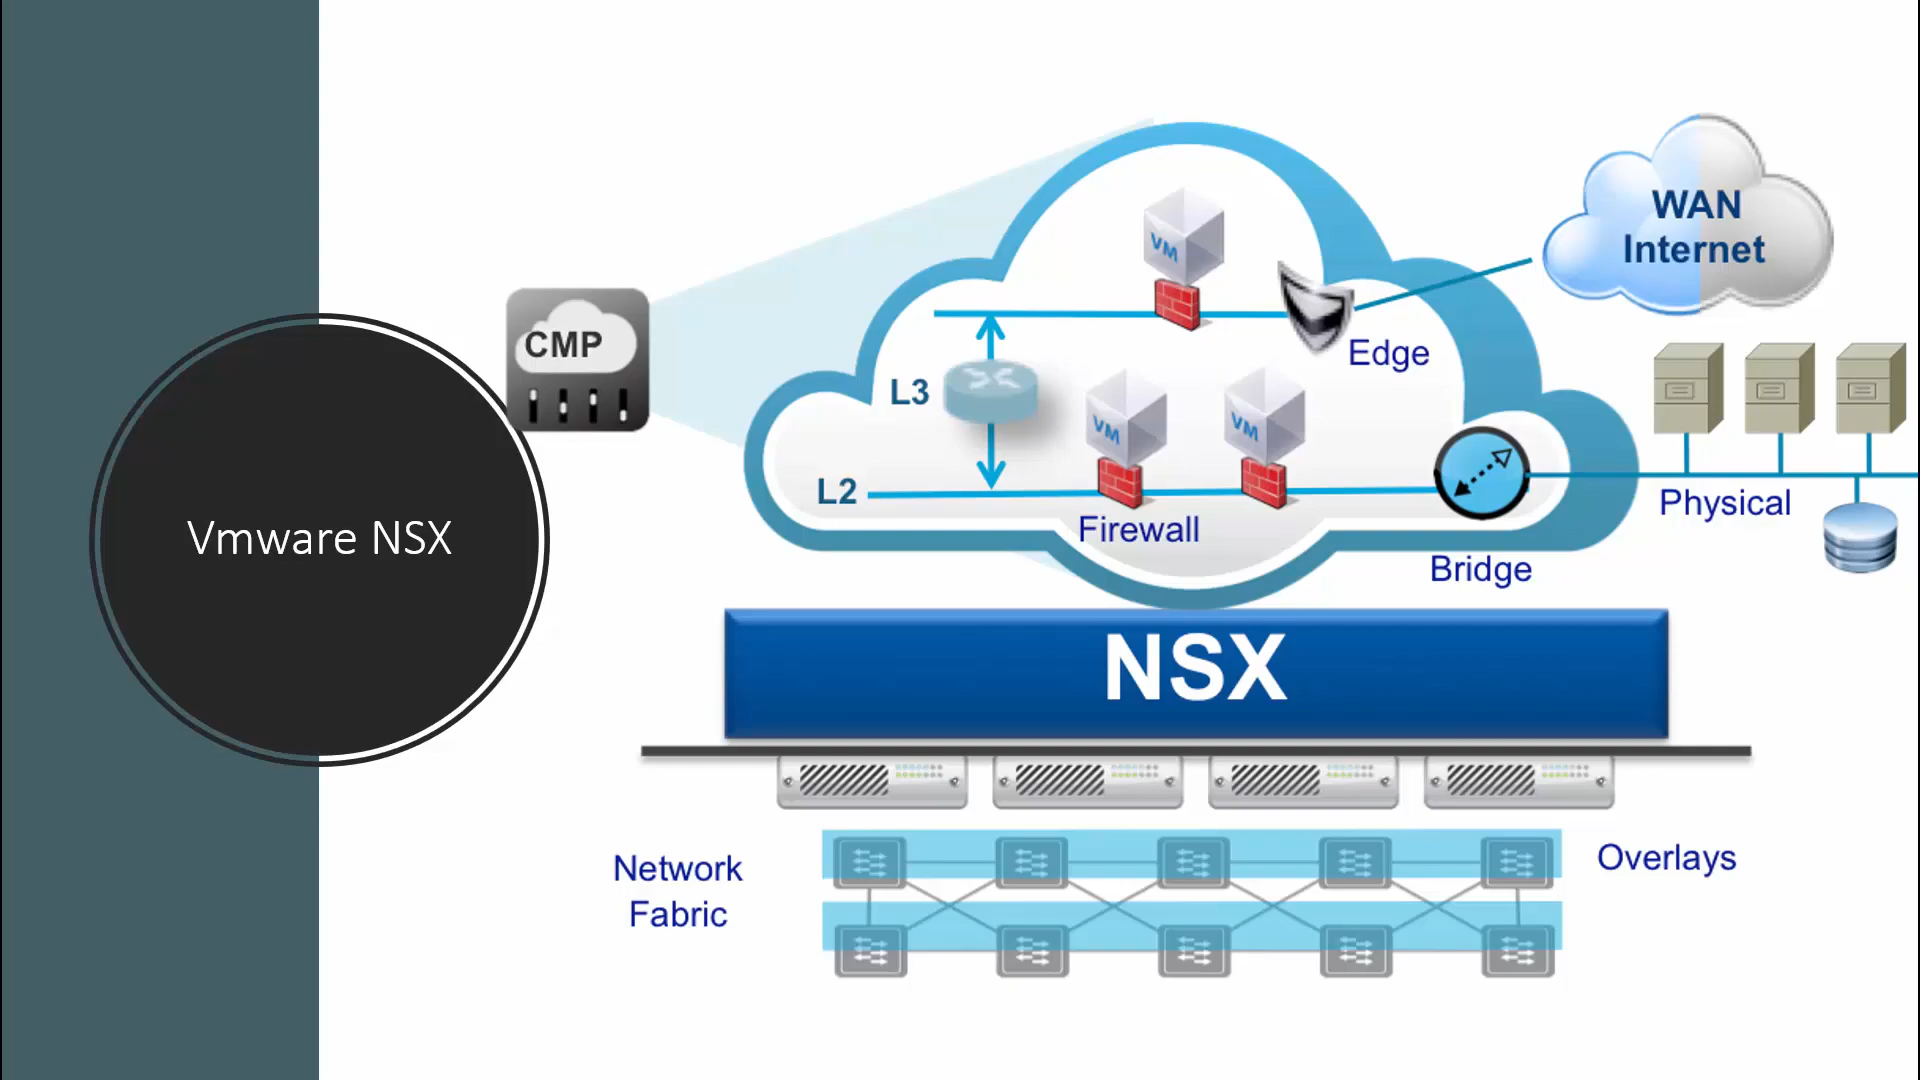 Vmware NSX
CMP
WAN
Internet
VM
Edge
L3
VM
VM
L2
Firewall
Bridge
Physical
NSX
Network
Fabric
Overlays